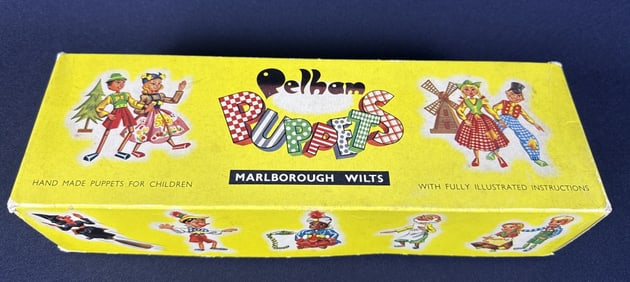 Pelham
PUPPETS
MARLBOROUGH WILTS
HAND MADE PUPPETS FOR CHILDREN
WITH FULLY ILLUSTRATED INSTRUCTIONS